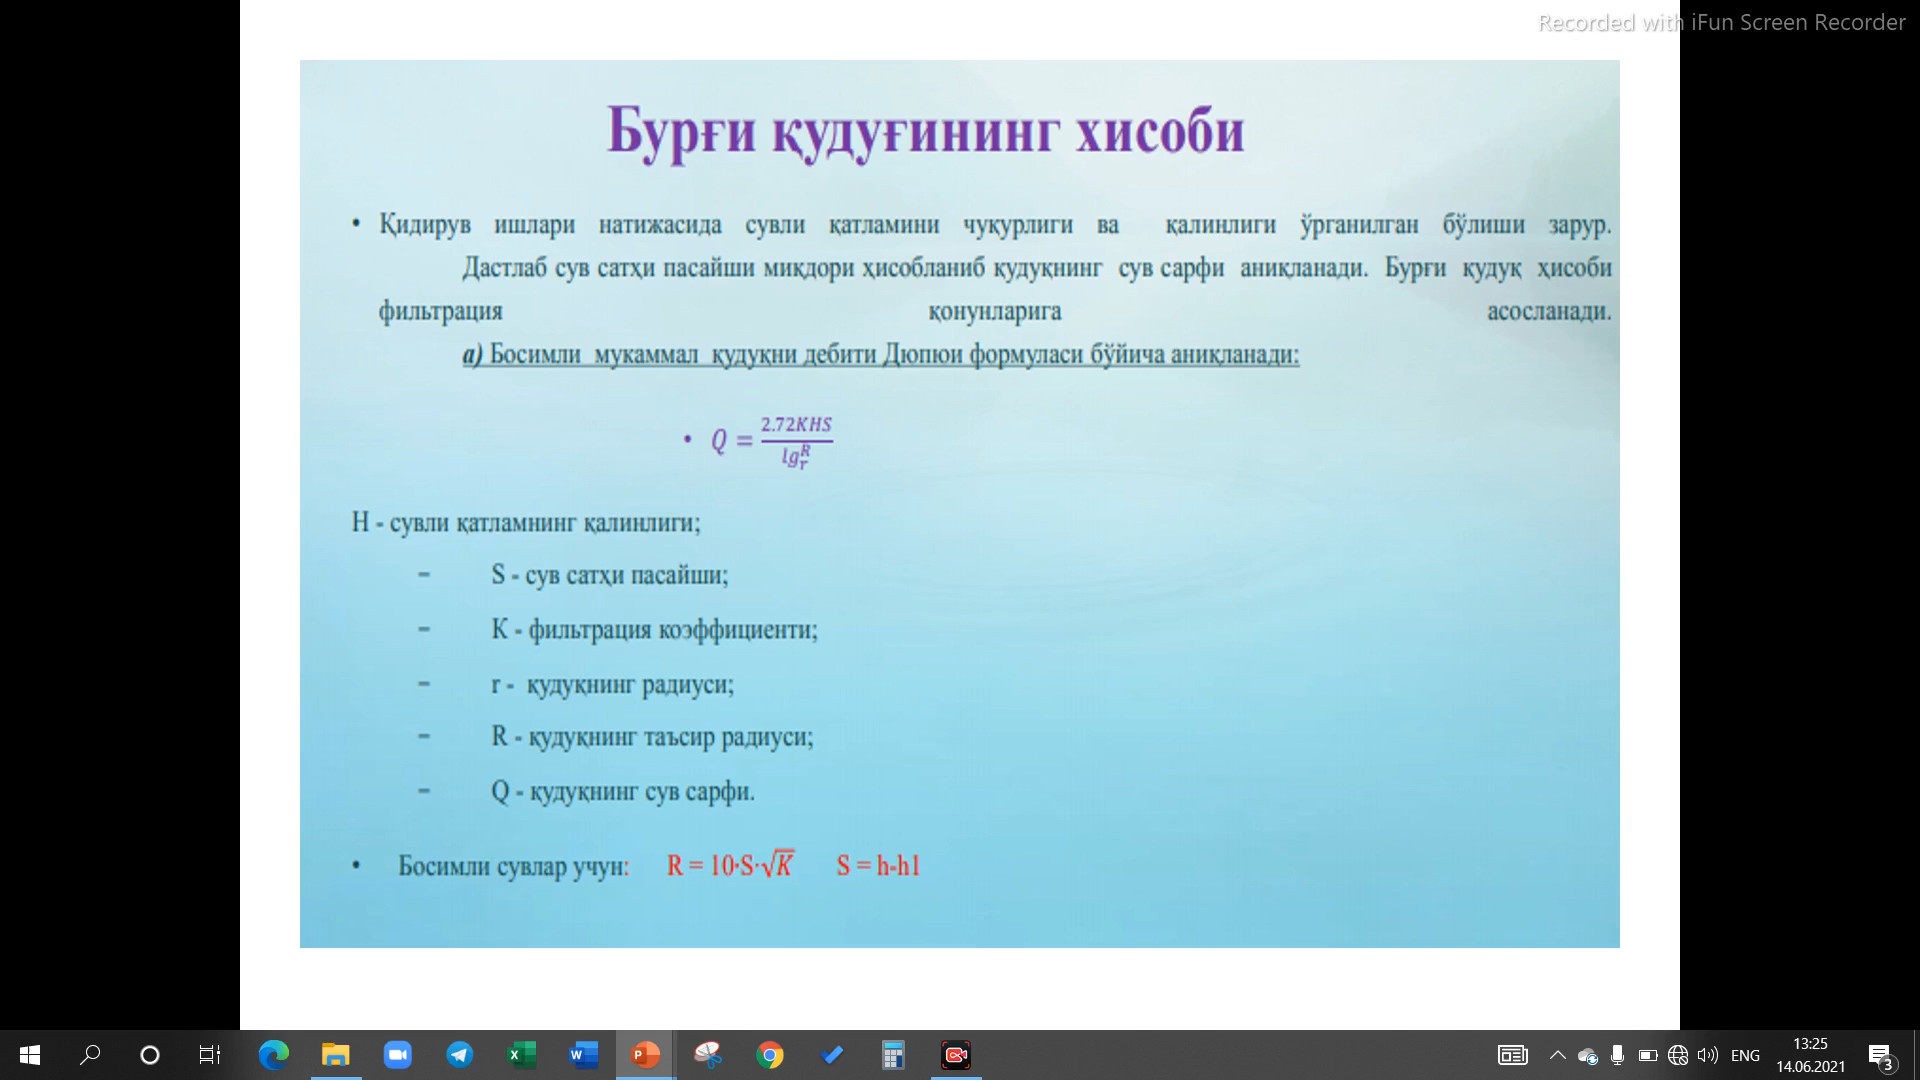 Recorded with iFun Screen Recorder
Бурғи қудуғининг хисоби
• Қидирув ишлари натижасида сувли қатламини чуқурлиги ва қалинлиги ўрганилган бўлиши зарур.
Дастлаб сув сатҳи пасайши миқдори ҳисобланиб қудуқнинг сув сарфи аниқланади. Бурғи қудуқ ҳисоби
фильтрация қонунларига асосланади.
а) Босимли мукаммал қудуқни дебити Дюпюи формуласи бўйича аниқланади:
• Q = \frac{2.72KHS}{lg_r^R}
H - сувли қатламнинг қалинлиги;
– S - сув сатҳи пасайши;
– К - фильтрация коэффициенти;
– r - қудуқнинг радиуси;
– R - қудуқнинг таъсир радиуси;
– Q - қудуқнинг сув сарфи.
• Босимли сувлар учун: R = 10·S·√K S = h-h1
ENG
13:25
14.06.2021
3